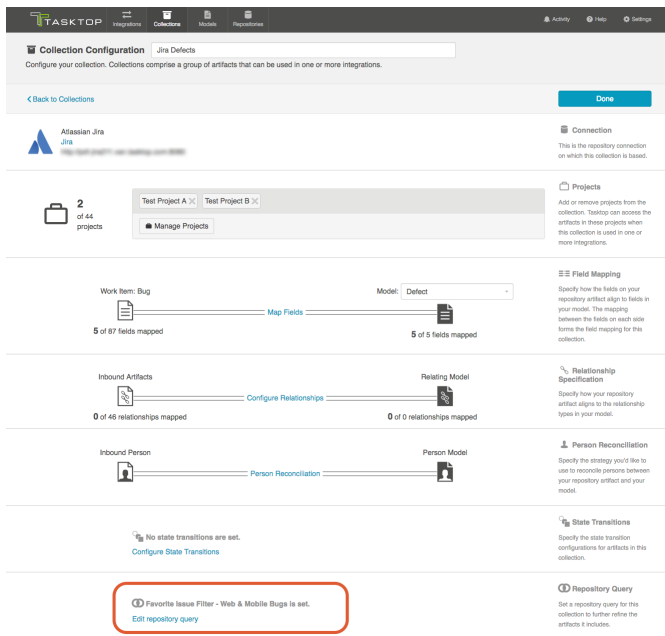 TASKTOP
Integrations
Collections
Models
Repositories
Activity
Help
Settings
Collection Configuration
Jira Defects
Configure your collection. Collections comprise a group of artifacts that can be used in one or more integrations.
Back to Collections
Done
Atlassian Jira
Jira
Connection
This is the repository connection
on which this collection is based.
2
of 44
projects
Test Project A
Test Project B
Manage Projects
Projects
Add or remove projects from the
collection. Tasktop can access the
artifacts in these projects when
this collection is used in one or
more integrations.
Work Item: Bug
Model:
Defect
Map Fields
5 of 87 fields mapped
5 of 5 fields mapped
Field Mapping
Specify how the fields on your
repository artifact align to fields in
your model. The mapping
between the fields on each side
forms the field mapping for this
collection.
Inbound Artifacts
Relating Model
Configure Relationships
0 of 46 relationships mapped
0 of 0 relationships mapped
Relationship
Specification
Specify how your repository
artifact aligns to the relationship
types in your model.
Inbound Person
Person Model
Person Reconciliation
Person Reconciliation
Specify the strategy you'd like to
use to reconcile persons between
your repository artifact and your
model.
No state transitions are set.
Configure State Transitions
State Transitions
Specify the state transition
configurations for artifacts in this
collection.
Favorite Issue Filter - Web & Mobile Bugs is set.
Edit repository query
Repository Query
Set a repository query for this
collection to further refine the
artifacts it includes.